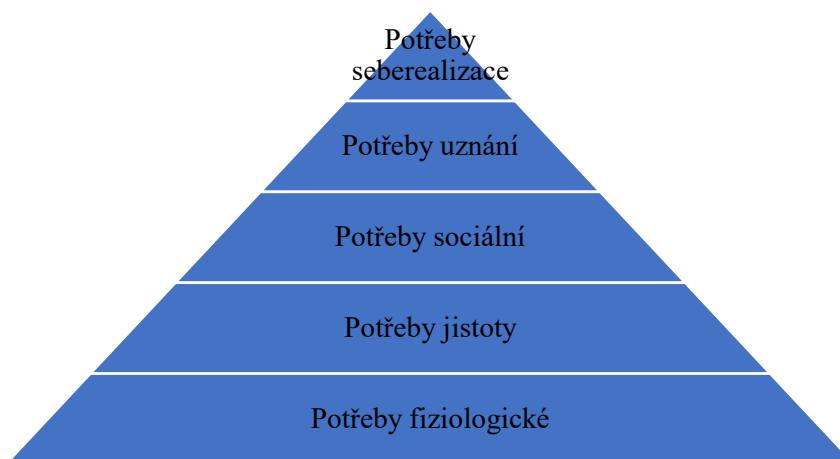 Potřeby
seberealizace
Potřeby uznání
Potřeby sociální
Potřeby jistoty
Potřeby fiziologické